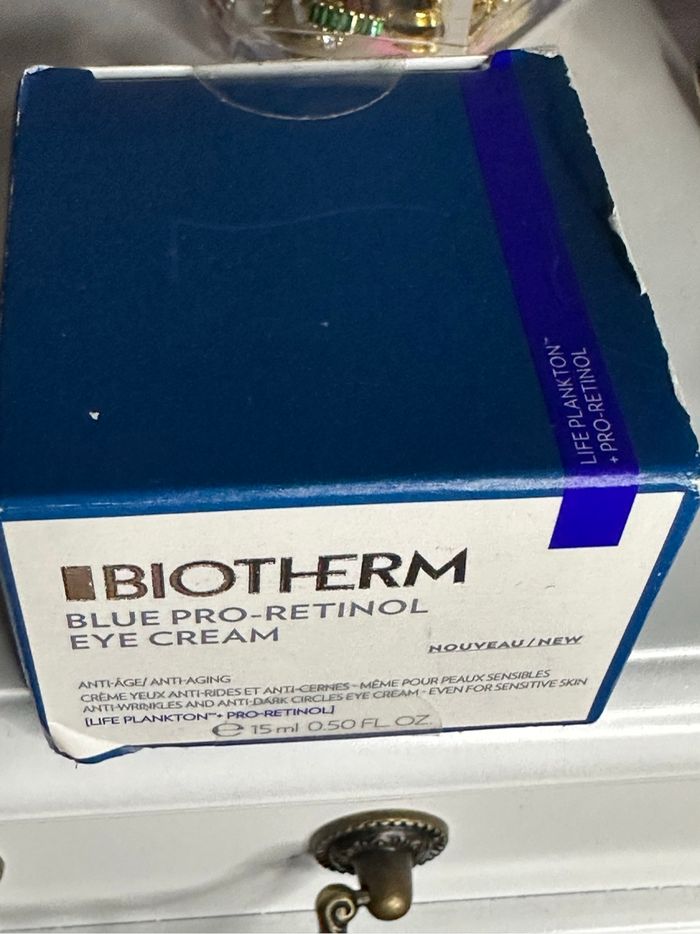 LIFE PLANKTON™
+ PRO-RETINOL
BIOTHERM
BLUE PRO-RETINOL
EYE CREAM
NOUVEAU / NEW
ANTI-ÂGE/ ANTI-AGING
CRÈME YEUX ANTI-RIDES ET ANTI-CERNES - MÊME POUR PEAUX SENSIBLES
ANTI-WRINKLES AND ANTI-DARK CIRCLES EYE CREAM - EVEN FOR SENSITIVE SKIN
[LIFE PLANKTON™+ PRO-RETINOL]
℮ 15 ml 0.50 FL. OZ.